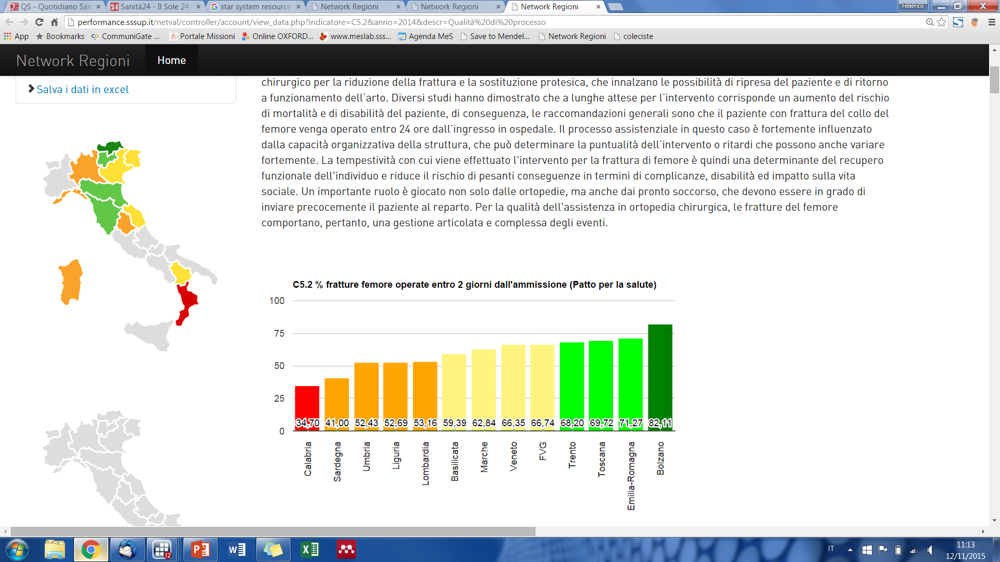 QS - Quotidiano San
Sanità24 - Il Sole 24
star system resource
Network Regioni
Network Regioni
Network Regioni
Federico
performance.sssup.it/netval/controller/account/view_data.php?indicatore=C5.2&anno=2014&descr=Qualità%20di%20processo
App
Bookmarks
CommuniGate ...
Portale Missioni
Online OXFORD...
www.meslab.sss...
Agenda MeS
Save to Mendel...
Network Regioni
coleciste
Network Regioni
Home
Salva i dati in excel
chirurgico per la riduzione della frattura e la sostituzione protesica, che innalzano le possibilità di ripresa del paziente e di ritorno
a funzionamento dell'arto. Diversi studi hanno dimostrato che a lunghe attese per l'intervento corrisponde un aumento del rischio
di mortalità e di disabilità del paziente, di conseguenza, le raccomandazioni generali sono che il paziente con frattura del collo del
femore venga operato entro 24 ore dall'ingresso in ospedale. Il processo assistenziale in questo caso è fortemente influenzato
dalla capacità organizzativa della struttura, che può determinare la puntualità dell'intervento o ritardi che possono anche variare
fortemente. La tempestività con cui viene effettuato l'intervento per la frattura di femore è quindi una determinante del recupero
funzionale dell'individuo e riduce il rischio di pesanti conseguenze in termini di complicanze, disabilità ed impatto sulla vita
sociale. Un importante ruolo è giocato non solo dalle ortopedie, ma anche dai pronto soccorso, che devono essere in grado di
inviare precocemente il paziente al reparto. Per la qualità dell'assistenza in ortopedia chirurgica, le fratture del femore
comportano, pertanto, una gestione articolata e complessa degli eventi.
C5.2 % fratture femore operate entro 2 giorni dall'ammissione (Patto per la salute)
100
75
50
25
0
34,70
41,00
52,43
52,69
53,16
59,39
62,84
66,35
66,74
68,20
69,72
71,27
82,11
Calabria
Sardegna
Umbria
Liguria
Lombardia
Basilicata
Marche
Veneto
FVG
Trento
Toscana
Emilia-Romagna
Bolzano
12
IT
11:13
12/11/2015